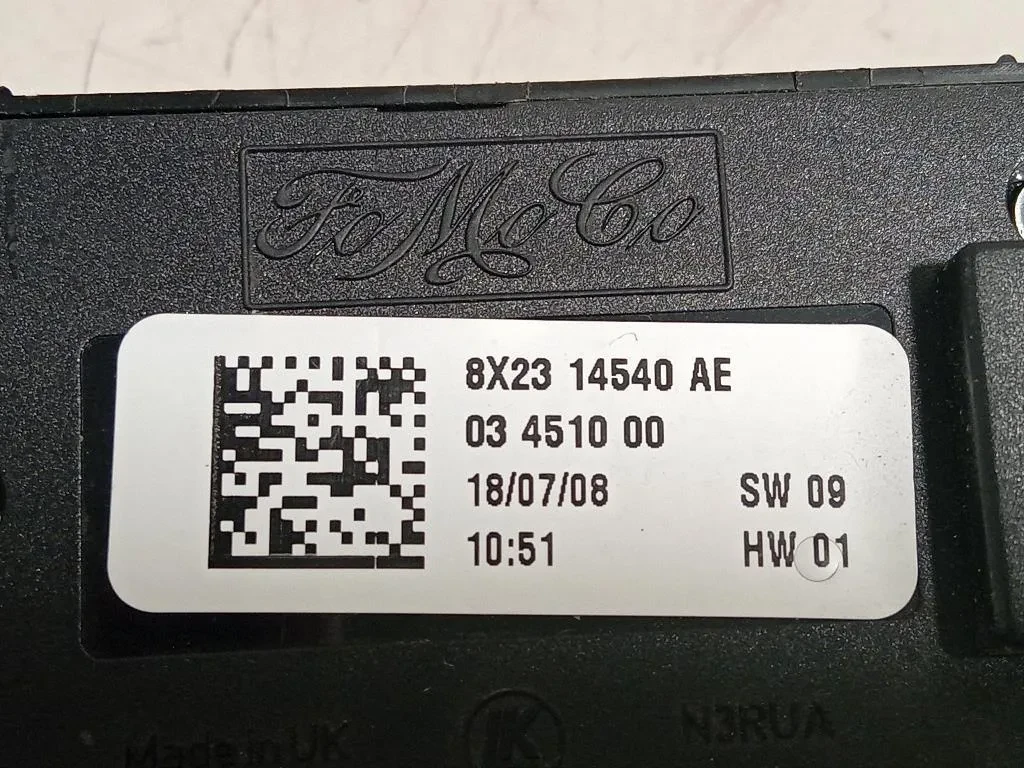 FoMoCo
8X23 14540 AE
03 4510 00
18/07/08 SW 09
10:51 HW 01
Made in UK IK N3RUA